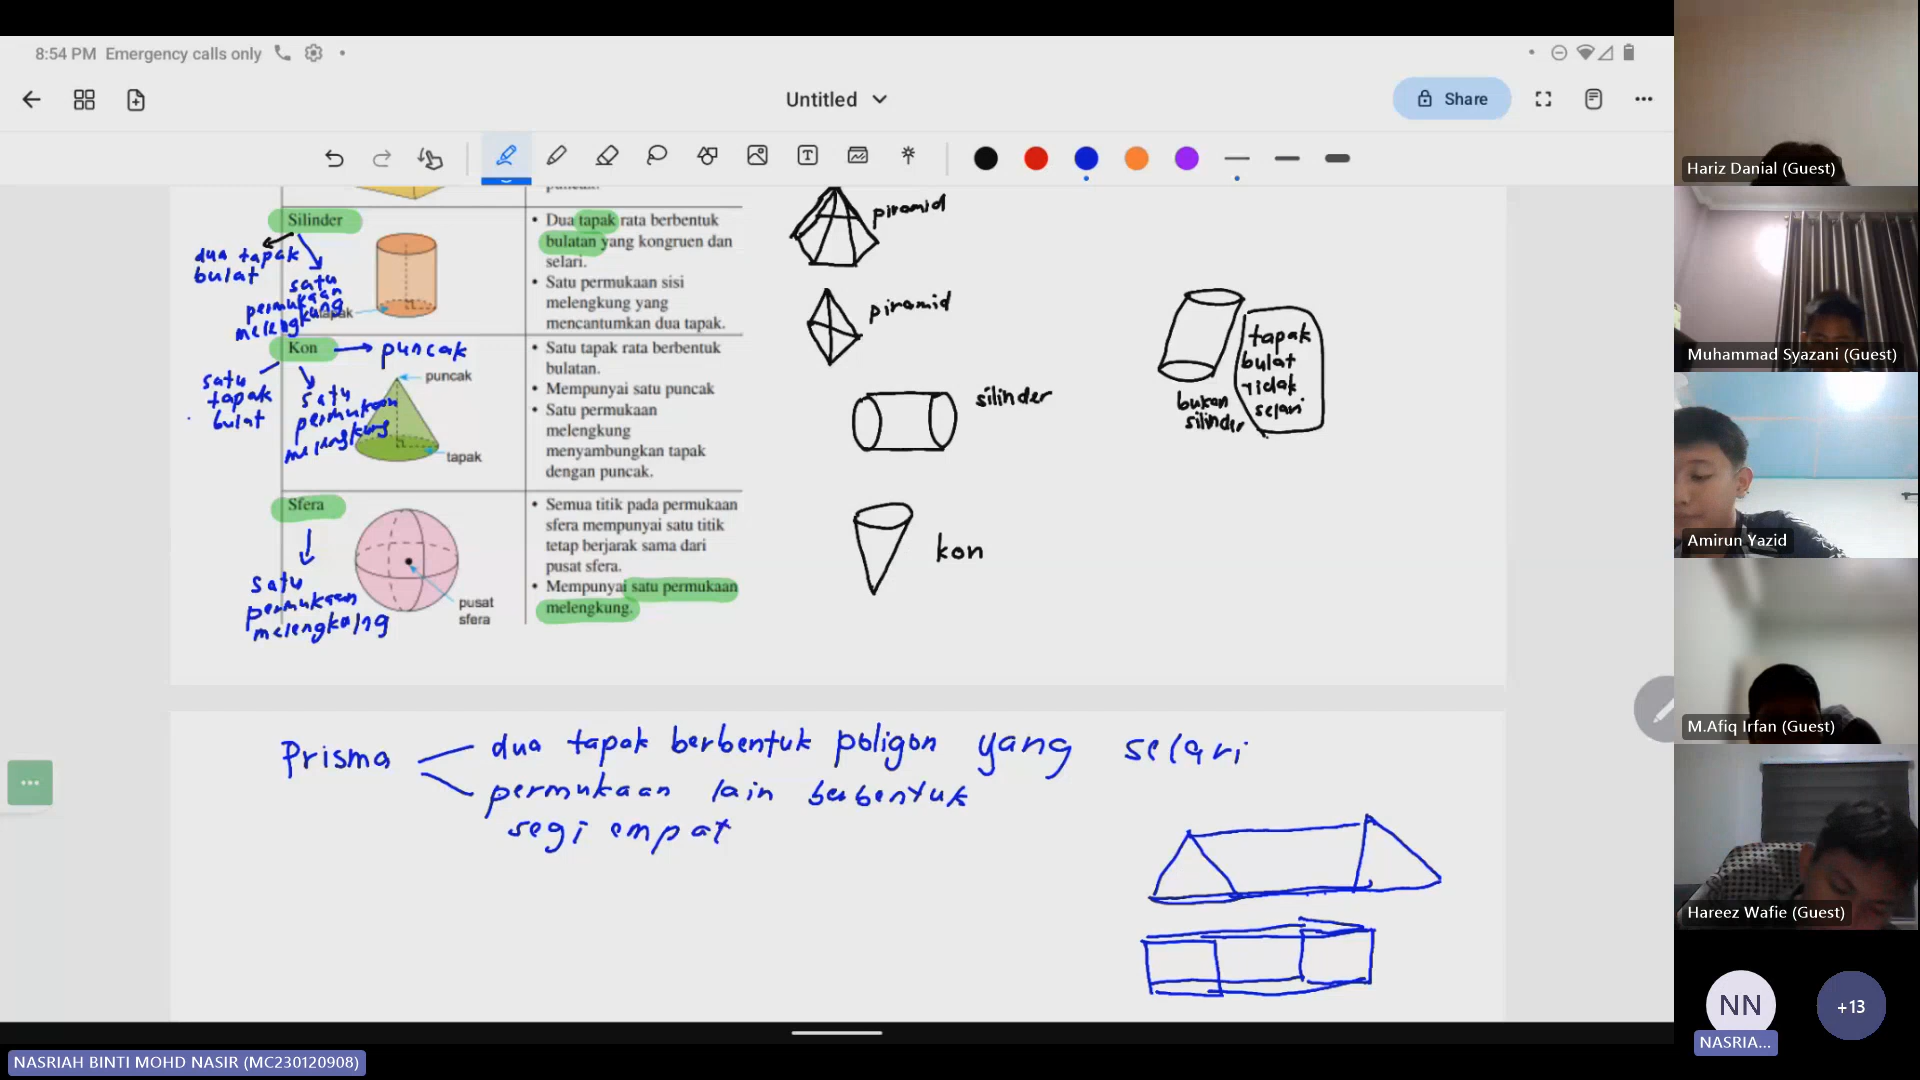 8:54 PM Emergency calls only
Untitled
Share
puncak.
Silinder
dua tapak
bulat
satu
permukaan
melengkung
tapak
• Dua tapak rata berbentuk
bulatan yang kongruen dan
selari.
• Satu permukaan sisi
melengkung yang
mencantumkan dua tapak.
Kon
puncak
satu
tapak
bulat
satu
permukaan
melengkung
puncak
tapak
• Satu tapak rata berbentuk
bulatan.
• Mempunyai satu puncak
• Satu permukaan
melengkung
menyambungkan tapak
dengan puncak.
Sfera
satu
permukaan
melengkung
pusat
sfera
• Semua titik pada permukaan
sfera mempunyai satu titik
tetap berjarak sama dari
pusat sfera.
• Mempunyai satu permukaan
melengkung.
piramid
piramid
silinder
kon
bukan
silinder
tapak
bulat
tidak
selari
Prisma
dua tapak berbentuk poligon yang selari
permukaan lain berbentuk
segi empat
Hariz Danial (Guest)
Muhammad Syazani (Guest)
Amirun Yazid
M.Afiq Irfan (Guest)
Hareez Wafie (Guest)
NN
NASRIA...
+13
NASRIAH BINTI MOHD NASIR (MC230120908)